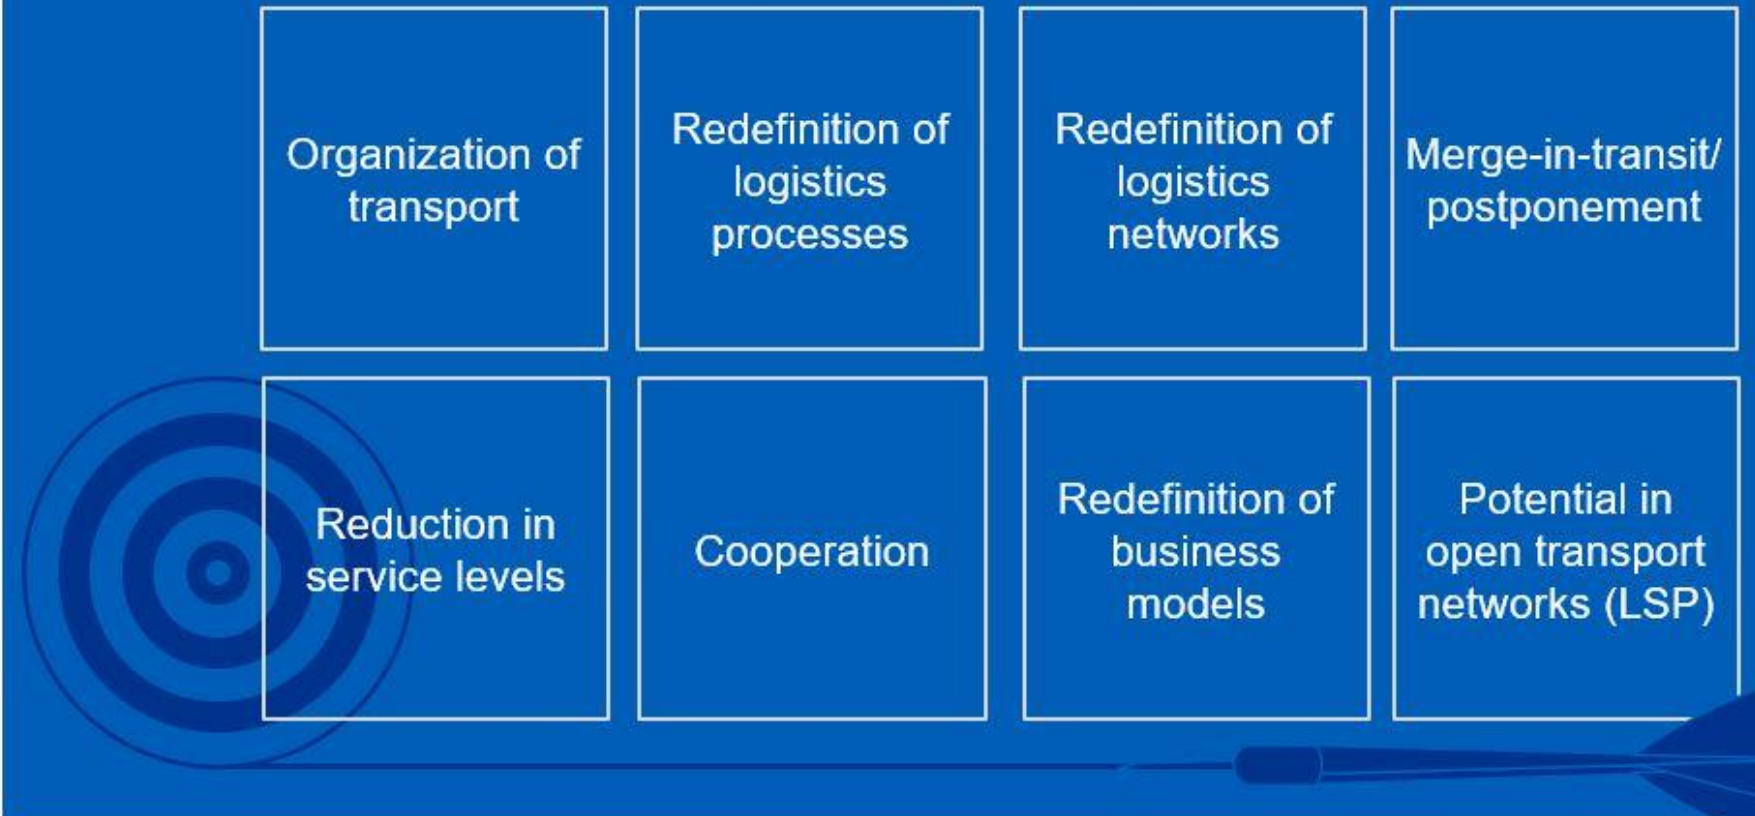 Organization of
transport
Redefinition of
logistics
processes
Redefinition of
logistics
networks
Merge-in-transit/
postponement
Reduction in
service levels
Cooperation
Redefinition of
business
models
Potential in
open transport
networks (LSP)